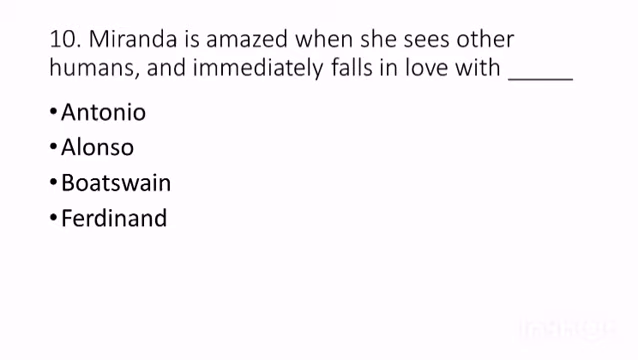 10. Miranda is amazed when she sees other
humans, and immediately falls in love with _____
• Antonio
• Alonso
• Boatswain
• Ferdinand